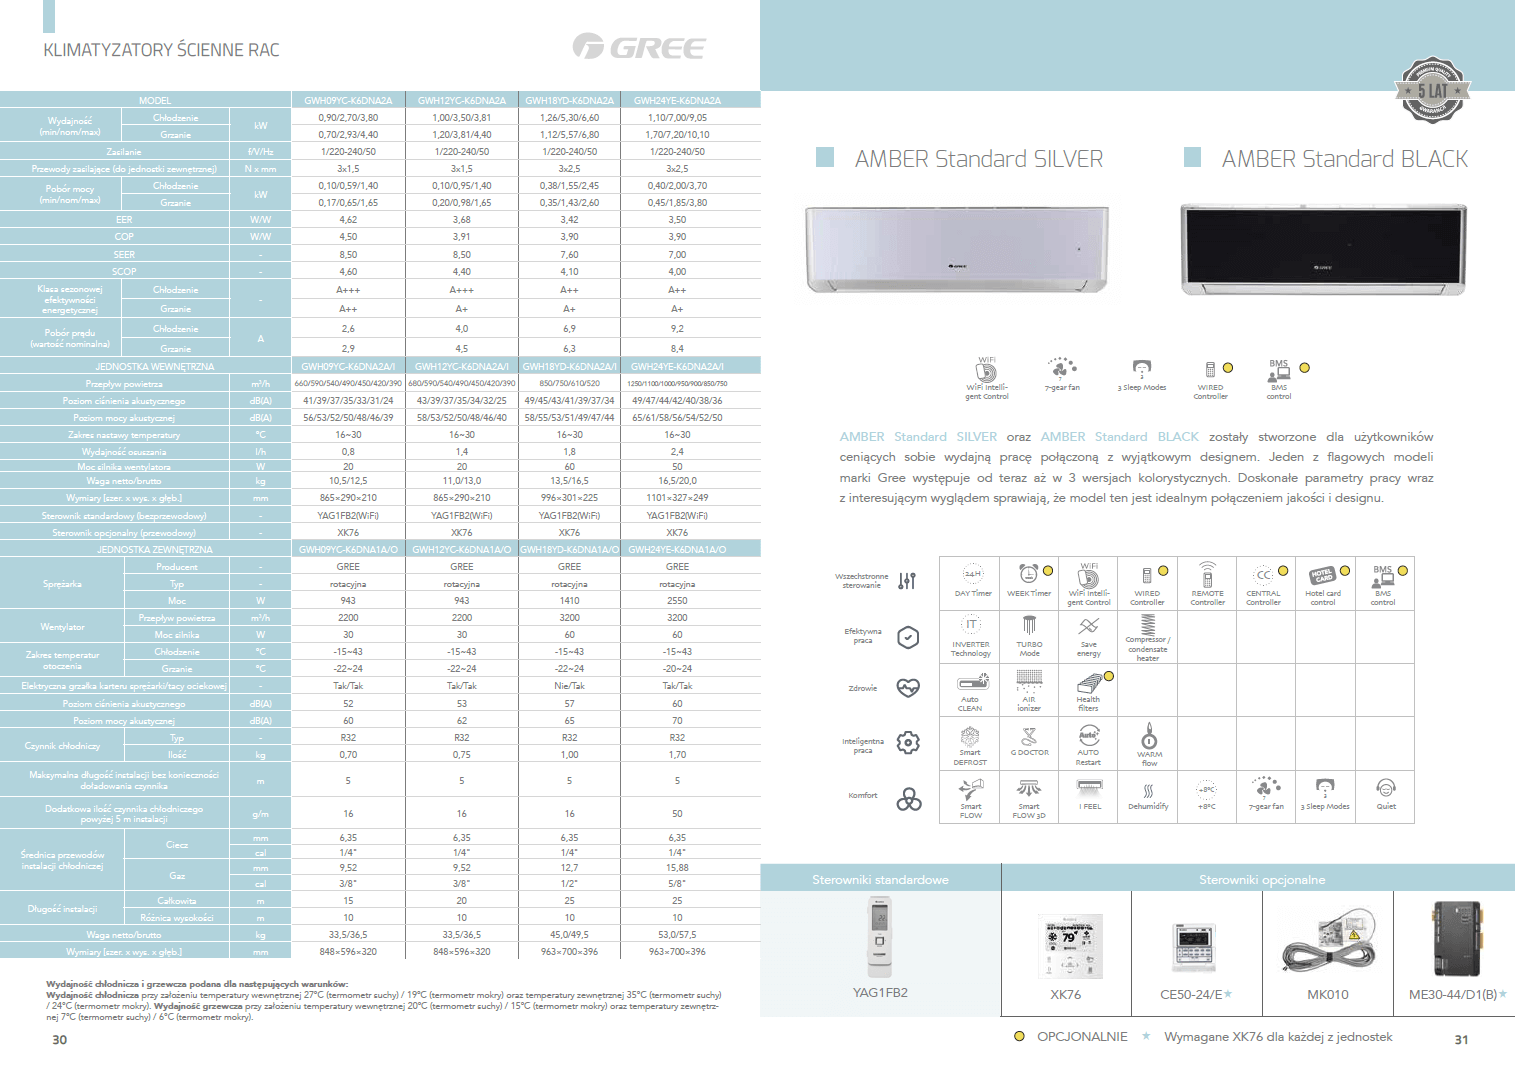 KLIMATYZATORY ŚCIENNE RAC
GREE
MODEL GWH09YC-K6DNA2A GWH12YC-K6DNA2A GWH18YD-K6DNA2A GWH24YE-K6DNA2A
Wydajność (min/nom/max) Chłodzenie kW 0,90/2,70/3,80 1,00/3,50/3,81 1,26/5,30/6,60 1,10/7,00/9,05
Grzanie 0,70/2,93/4,40 1,20/3,81/4,40 1,12/5,57/6,80 1,70/7,20/10,10
Zasilanie f/V/Hz 1/220-240/50 1/220-240/50 1/220-240/50 1/220-240/50
Przewody zasilające (do jednostki zewnętrznej) N x mm 3x1,5 3x1,5 3x2,5 3x2,5
Pobór mocy (min/nom/max) Chłodzenie kW 0,10/0,59/1,40 0,10/0,95/1,40 0,38/1,55/2,45 0,40/2,00/3,70
Grzanie 0,17/0,65/1,65 0,20/0,98/1,65 0,35/1,43/2,60 0,45/1,85/3,80
EER W/W 4,62 3,68 3,42 3,50
COP W/W 4,50 3,91 3,90 3,90
SEER - 8,50 8,50 7,60 7,00
SCOP - 4,60 4,40 4,10 4,00
Klasa sezonowej efektywności energetycznej Chłodzenie - A+++ A+++ A++ A++
Grzanie A++ A+ A+ A+
Pobór prądu (wartość nominalna) Chłodzenie A 2,6 4,0 6,9 9,2
Grzanie 2,9 4,5 6,3 8,4
JEDNOSTKA WEWNĘTRZNA GWH09YC-K6DNA2A/I GWH12YC-K6DNA2A/I GWH18YD-K6DNA2A/I GWH24YE-K6DNA2A/I
Przepływ powietrza m³/h 660/590/540/490/450/420/390 680/590/540/490/450/420/390 850/750/610/520 1250/1100/1000/950/900/850/750
Poziom ciśnienia akustycznego dB(A) 41/39/37/35/33/31/24 43/39/37/35/34/32/25 49/45/43/41/39/37/34 49/47/44/42/40/38/36
Poziom mocy akustycznej dB(A) 56/53/52/50/48/46/39 58/53/52/50/48/46/40 58/55/53/51/49/47/44 65/61/58/56/54/52/50
Zakres nastawy temperatury °C 16~30 16~30 16~30 16~30
Wydajność osuszania l/h 0,8 1,4 1,8 2,4
Moc silnika wentylatora W 20 20 60 50
Waga netto/brutto kg 10,5/12,5 11,0/13,0 13,5/16,5 16,5/20,0
Wymiary [szer. x wys. x głęb.] mm 865×290×210 865×290×210 996×301×225 1101×327×249
Sterownik standardowy (bezprzewodowy) - YAG1FB2(WiFi) YAG1FB2(WiFi) YAG1FB2(WiFi) YAG1FB2(WiFi)
Sterownik opcjonalny (przewodowy) - XK76 XK76 XK76 XK76
JEDNOSTKA ZEWNĘTRZNA GWH09YC-K6DNA1A/O GWH12YC-K6DNA1A/O GWH18YD-K6DNA1A/O GWH24YE-K6DNA1A/O
Sprężarka Producent - GREE GREE GREE GREE
Typ - rotacyjna rotacyjna rotacyjna rotacyjna
Moc W 943 943 1410 2550
Wentylator Przepływ powietrza m³/h 2200 2200 3200 3200
Moc silnika W 30 30 60 60
Zakres temperatur otoczenia Chłodzenie °C -15~43 -15~43 -15~43 -15~43
Grzanie °C -22~24 -22~24 -22~24 -20~24
Elektryczna grzałka karteru sprężarki/tacy ociekowej - Tak/Tak Tak/Tak Nie/Tak Tak/Tak
Poziom ciśnienia akustycznego dB(A) 52 53 57 60
Poziom mocy akustycznej dB(A) 60 62 65 70
Czynnik chłodniczy Typ - R32 R32 R32 R32
Ilość kg 0,70 0,75 1,00 1,70
Maksymalna długość instalacji bez konieczności doładowania czynnika m 5 5 5 5
Dodatkowa ilość czynnika chłodniczego powyżej 5 m instalacji g/m 16 16 16 50
Średnica przewodów instalacji chłodniczej Ciecz mm 6,35 6,35 6,35 6,35
cal 1/4" 1/4" 1/4" 1/4"
Gaz mm 9,52 9,52 12,7 15,88
cal 3/8" 3/8" 1/2" 5/8"
Długość instalacji Całkowita m 15 20 25 25
Różnica wysokości m 10 10 10 10
Waga netto/brutto kg 33,5/36,5 33,5/36,5 45,0/49,5 53,0/57,5
Wymiary [szer. x wys. x głęb.] mm 848×596×320 848×596×320 963×700×396 963×700×396
Wydajność chłodnicza i grzewcza podana dla następujących warunków:
Wydajność chłodnicza przy założeniu temperatury wewnętrznej 27°C (termometr suchy) / 19°C (termometr mokry) oraz temperatury zewnętrznej 35°C (termometr suchy)
/ 24°C (termometr mokry). Wydajność grzewcza przy założeniu temperatury wewnętrznej 20°C (termometr suchy) / 15°C (termometr mokry) oraz temperatury zewnętrz-
nej 7°C (termometr suchy) / 6°C (termometr mokry).
30
PREMIUM QUALITY
5 LAT
GWARANCJI
AMBER Standard SILVER
AMBER Standard BLACK
GREE
GREE
WiFi
WiFi Intelli-
gent Control
7
7-gear fan
3
3 Sleep Modes
WIRED
Controller
BMS
BMS
control
AMBER Standard SILVER oraz AMBER Standard BLACK zostały stworzone dla użytkowników
ceniących sobie wydajną pracę połączoną z wyjątkowym designem. Jeden z flagowych modeli
marki Gree występuje od teraz aż w 3 wersjach kolorystycznych. Doskonałe parametry pracy wraz
z interesującym wyglądem sprawiają, że model ten jest idealnym połączeniem jakości i designu.
Wszechstronne
sterowanie
24H
DAY Timer
WEEK Timer
WiFi
WiFi Intelli-
gent Control
WIRED
Controller
REMOTE
Controller
CC
CENTRAL
Controller
HOTEL CARD
Hotel card
control
BMS
BMS
control
Efektywna
praca
IT
INVERTER
Technology
TURBO
Mode
Save
energy
Compressor /
condensate
heater
Zdrowie
Auto
CLEAN
AIR
ionizer
Health
filters
Inteligentna
praca
Smart
DEFROST
G DOCTOR
Auto
AUTO
Restart
WARM
flow
Komfort
Smart
FLOW
Smart
FLOW 3D
I FEEL
Dehumidify
+8ºC
+8ºC
7
7-gear fan
3
3 Sleep Modes
Quiet
Sterowniki standardowe
Sterowniki opcjonalne
79
YAG1FB2
XK76
CE50-24/E★
MK010
ME30-44/D1(B)★
OPCJONALNIE ★ Wymagane XK76 dla każdej z jednostek
31